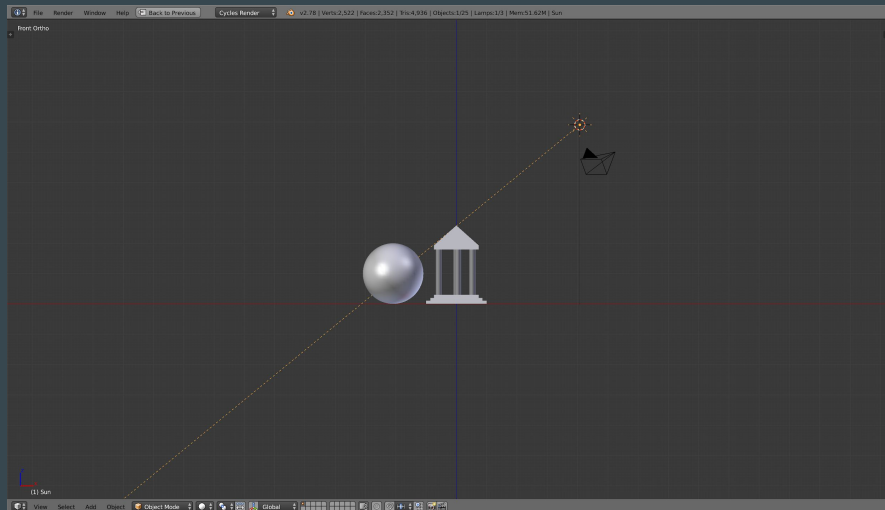 File Render Window Help Back to Previous Cycles Render v2.78 | Verts:2,522 | Faces:2,352 | Tris:4,936 | Objects:1/25 | Lamps:1/3 | Mem:51.62M | Sun
Front Ortho
(1) Sun
View Select Add Object Object Mode Global